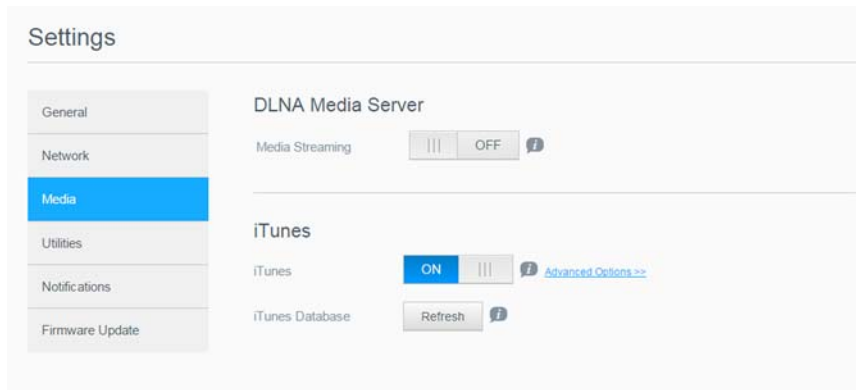 Settings
General
Network
Media
Utilities
Notifications
Firmware Update
DLNA Media Server
Media Streaming OFF
iTunes
iTunes ON Advanced Options >>
iTunes Database Refresh